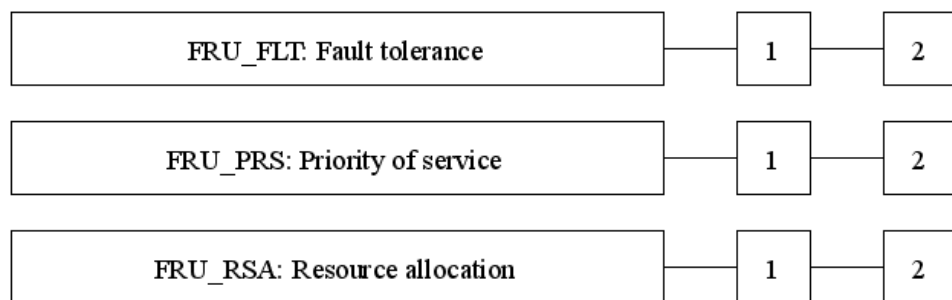 FRU_FLT: Fault tolerance 1 2
FRU_PRS: Priority of service 1 2
FRU_RSA: Resource allocation 1 2